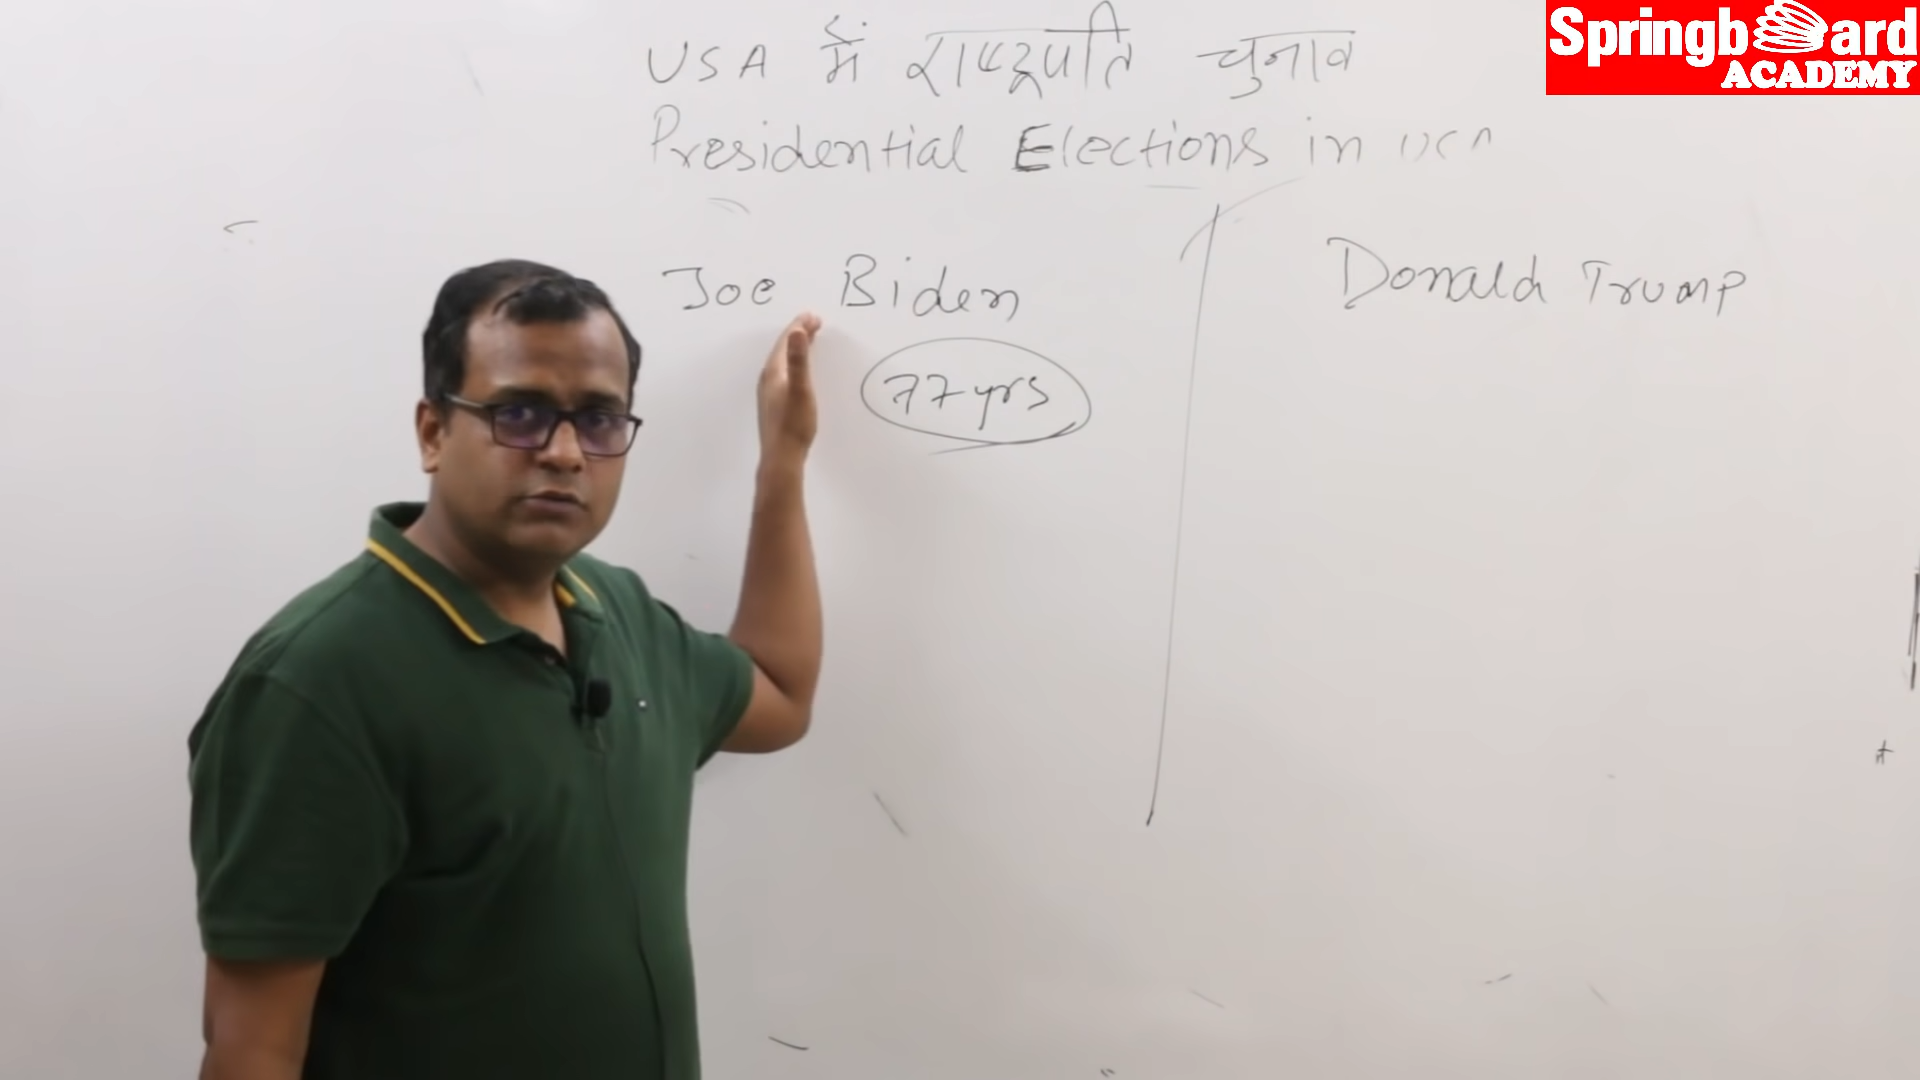 Springboard
ACADEMY
USA में राष्ट्रपति चुनाव
Presidential Elections in USA
Joe Biden
Donald Trump
77 yrs